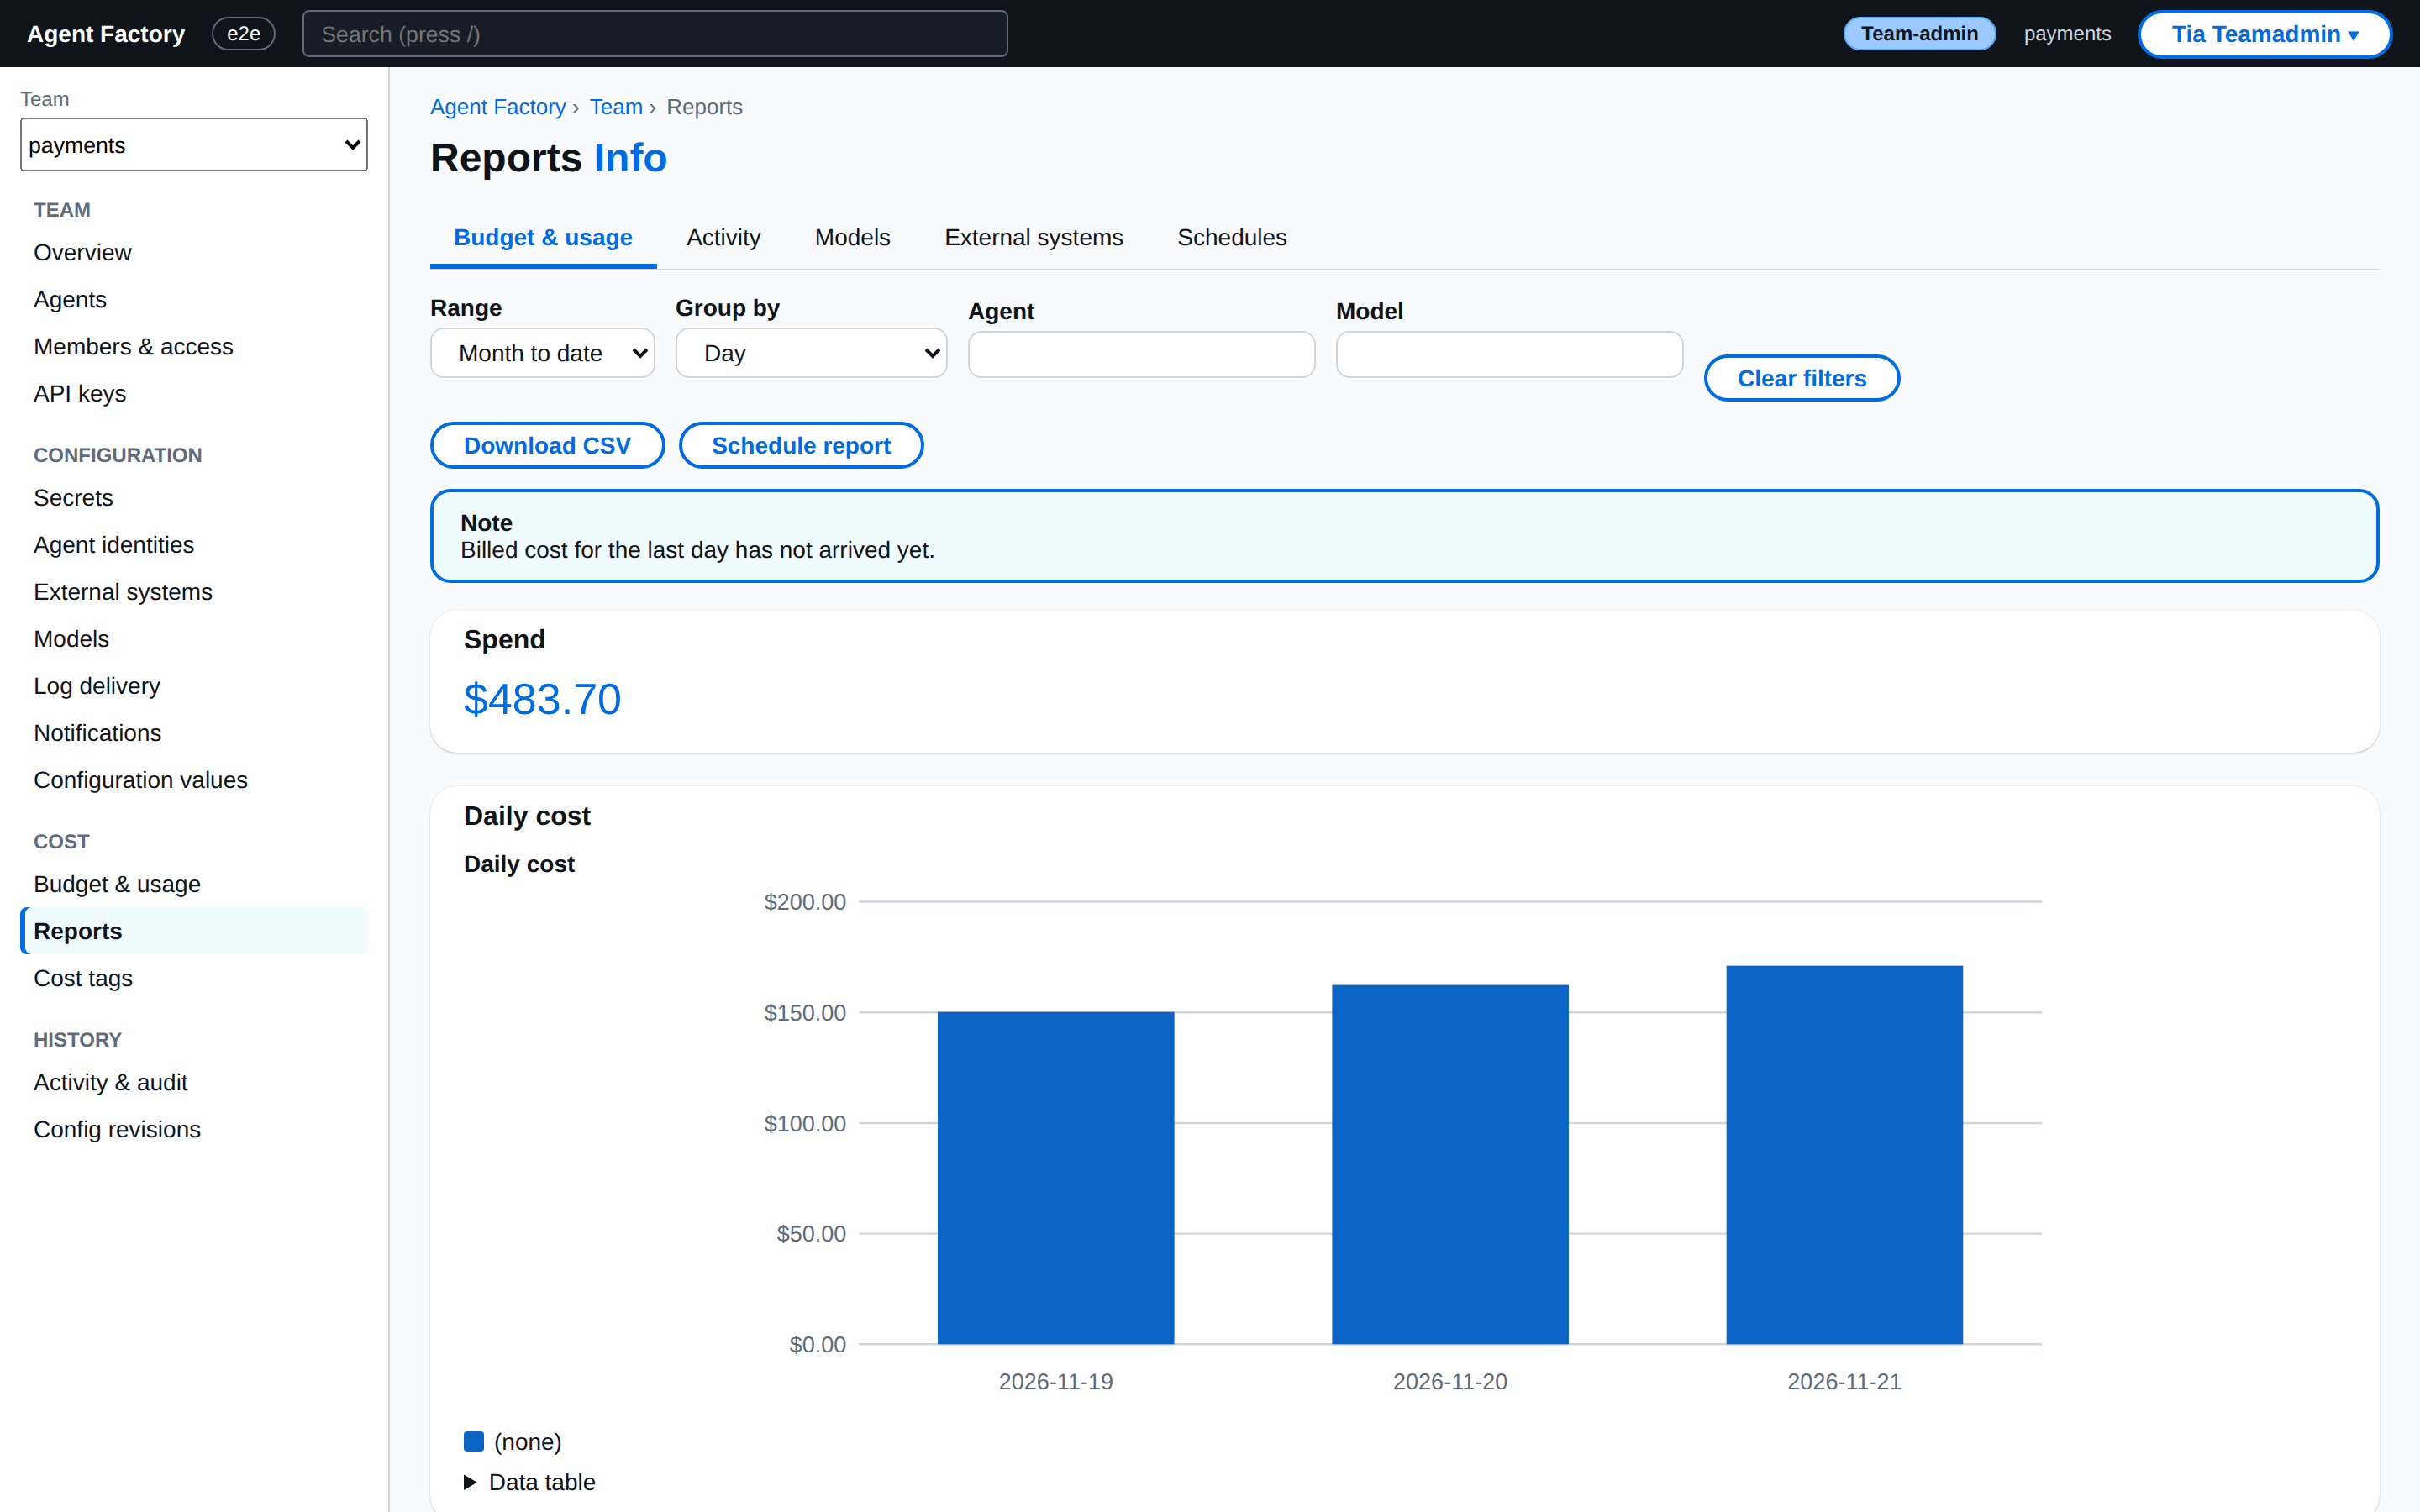 Agent Factory e2e Search (press /) Team-admin payments Tia Teamadmin ▾
Team
payments
TEAM
Overview
Agents
Members & access
API keys
CONFIGURATION
Secrets
Agent identities
External systems
Models
Log delivery
Notifications
Configuration values
COST
Budget & usage
Reports
Cost tags
HISTORY
Activity & audit
Config revisions
Agent Factory › Team › Reports
Reports Info
Budget & usage Activity Models External systems Schedules
Range Group by Agent Model
Month to date Day Clear filters
Download CSV Schedule report
Note
Billed cost for the last day has not arrived yet.
Spend
$483.70
Daily cost
Daily cost
$200.00
$150.00
$100.00
$50.00
$0.00
2026-11-19 2026-11-20 2026-11-21
(none)
Data table